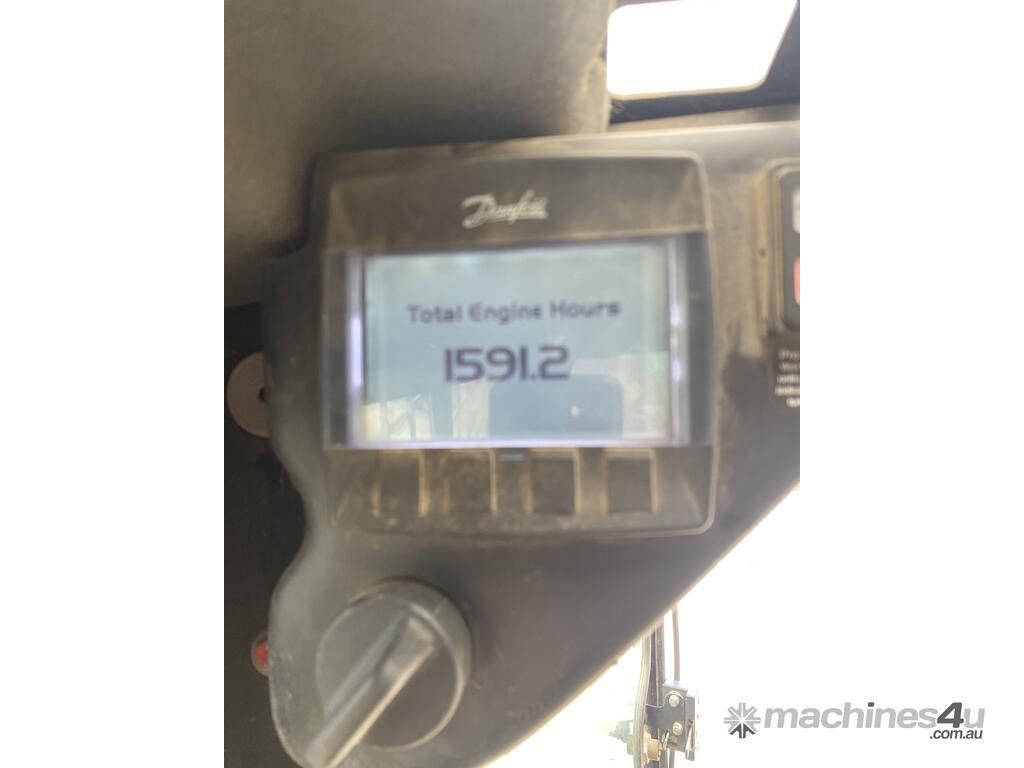 Danfoss
Total Engine Hours
1591.2
machines4u
.com.au